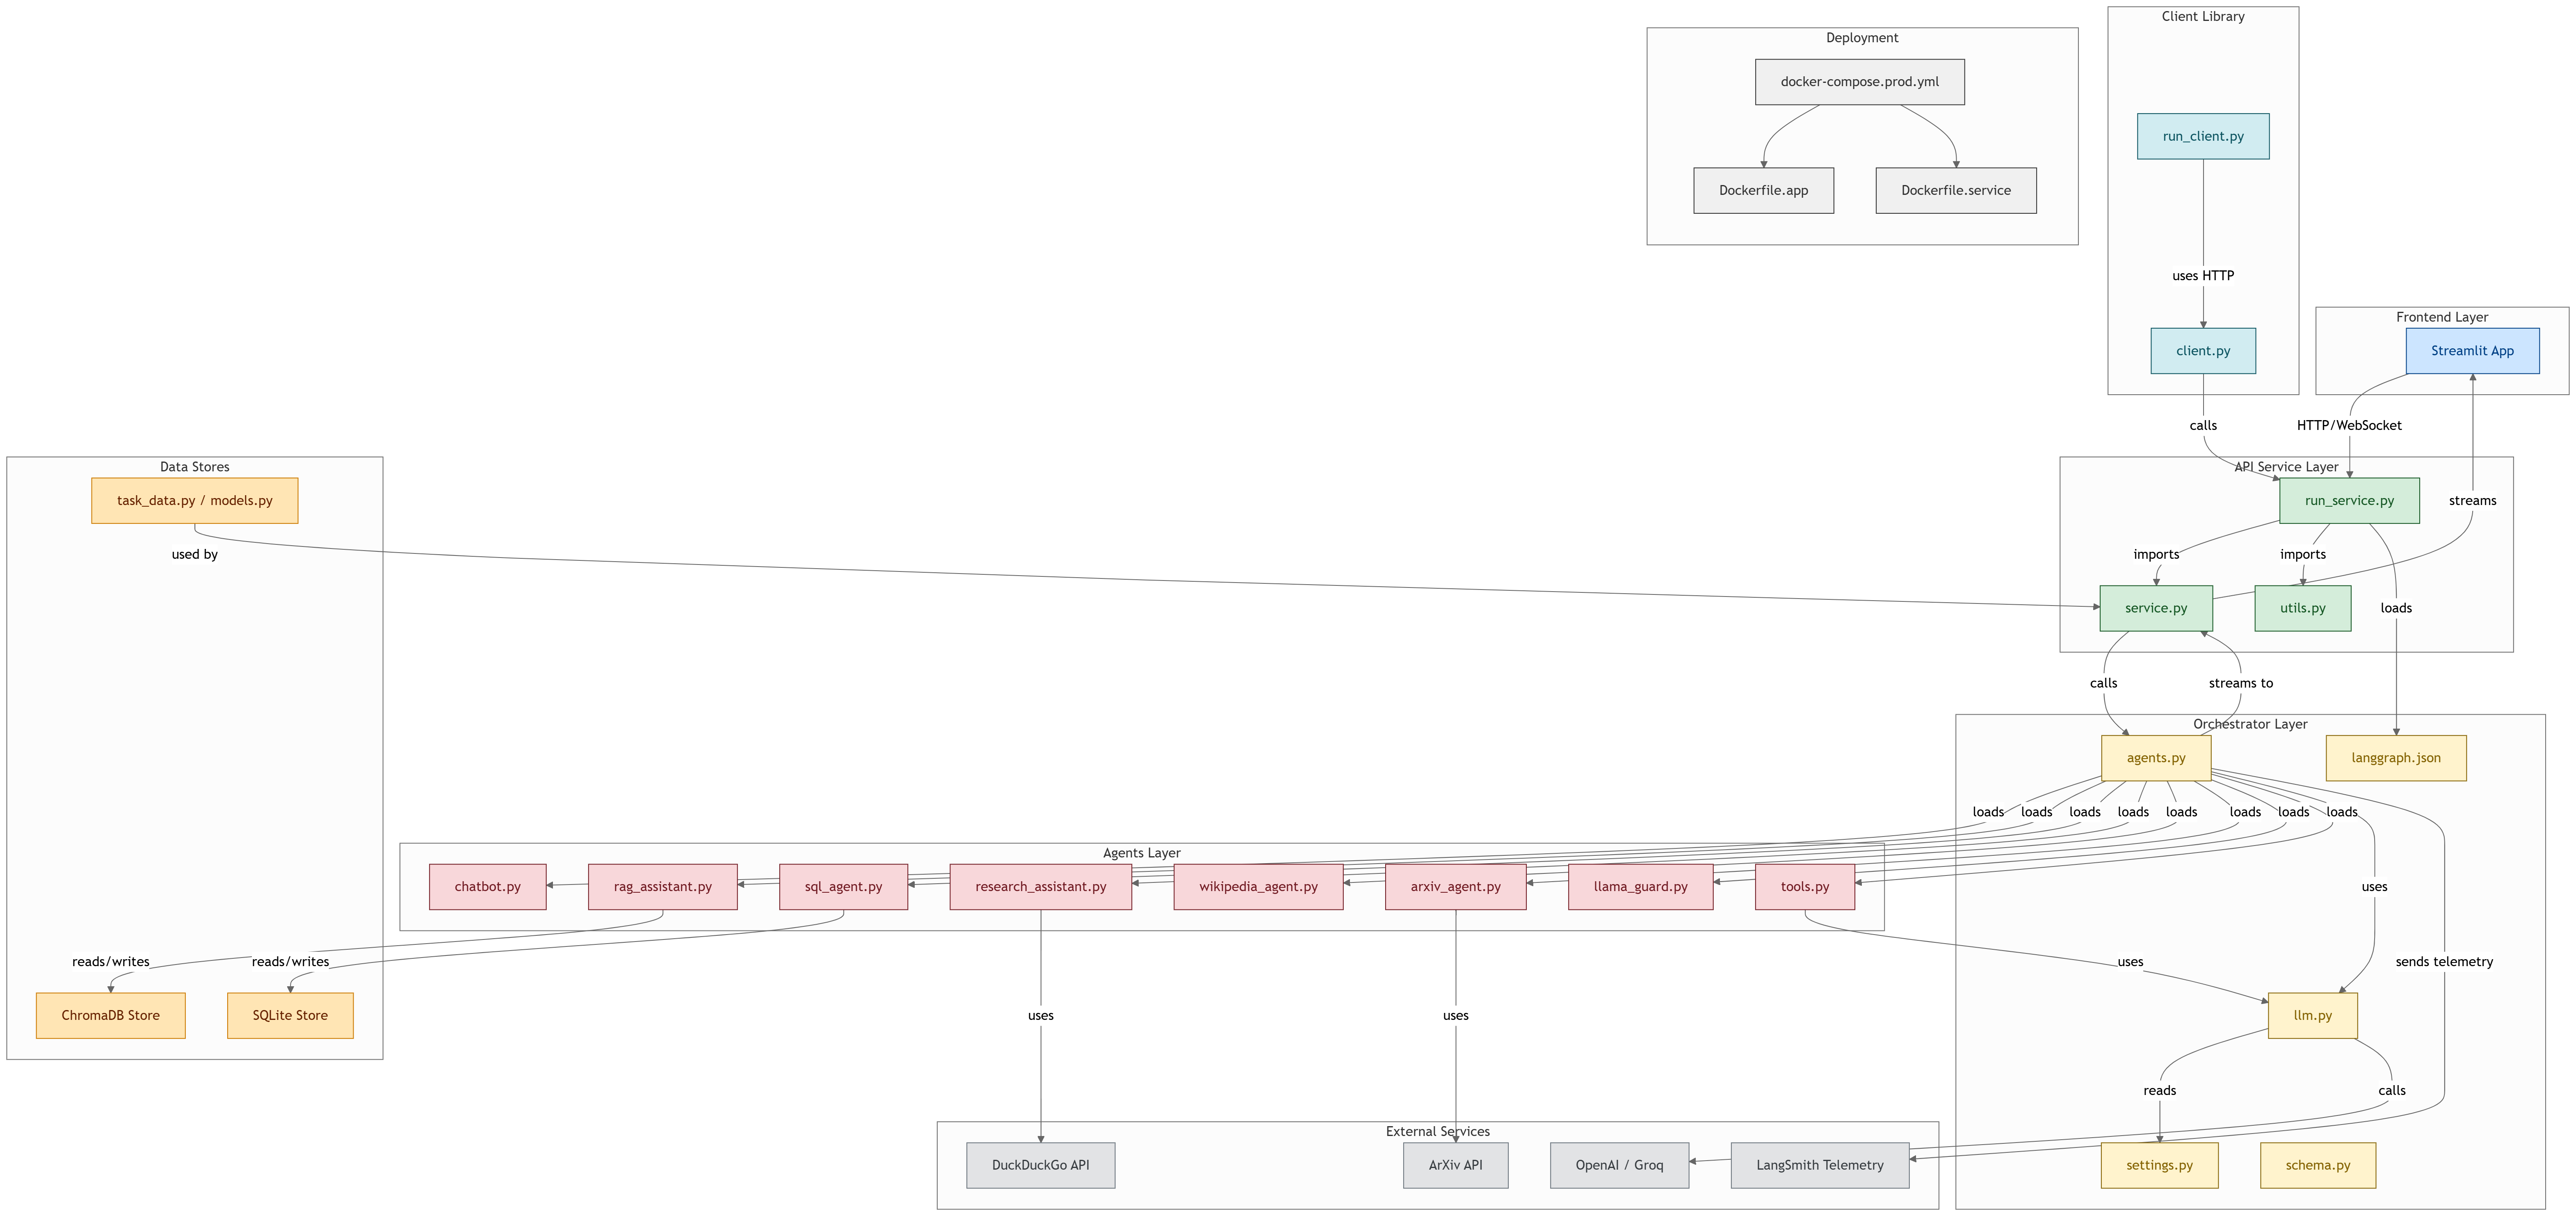 Client Library
Deployment
docker-compose.prod.yml
run_client.py
Dockerfile.app
Dockerfile.service
uses HTTP
Frontend Layer
client.py
Streamlit App
calls
HTTP/WebSocket
Data Stores
API Service Layer
task_data.py / models.py
run_service.py
streams
used by
imports
imports
service.py
utils.py
loads
calls
streams to
Orchestrator Layer
agents.py
langgraph.json
loads
loads
loads
loads
loads
loads
loads
loads
Agents Layer
chatbot.py
rag_assistant.py
sql_agent.py
research_assistant.py
wikipedia_agent.py
arxiv_agent.py
llama_guard.py
tools.py
uses
reads/writes
reads/writes
uses
sends telemetry
ChromaDB Store
SQLite Store
uses
uses
llm.py
reads
calls
External Services
DuckDuckGo API
ArXiv API
OpenAI / Groq
LangSmith Telemetry
settings.py
schema.py